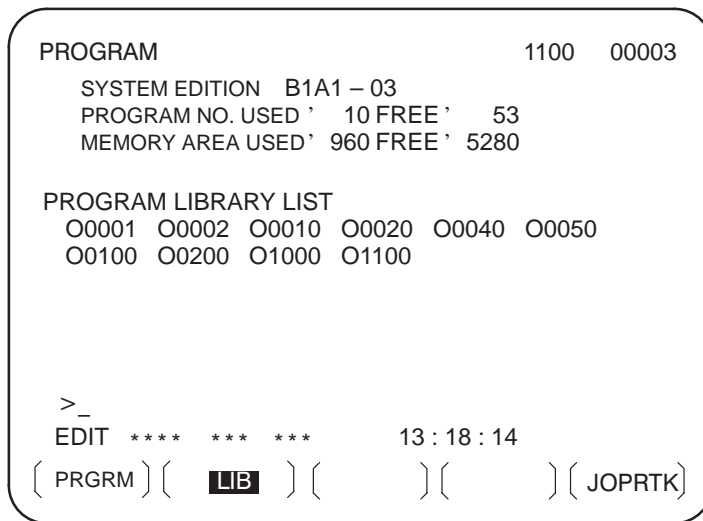 PROGRAM 1100 00003
SYSTEM EDITION B1A1 – 03
PROGRAM NO. USED ’ 10 FREE ’ 53
MEMORY AREA USED ’ 960 FREE ’ 5280
PROGRAM LIBRARY LIST
O0001 O0002 O0010 O0020 O0040 O0050
O0100 O0200 O1000 O1100
>_
EDIT **** *** *** 13 : 18 : 14
[ PRGRM ] [ LIB ] [ ] [ ] [ JOPRTK ]